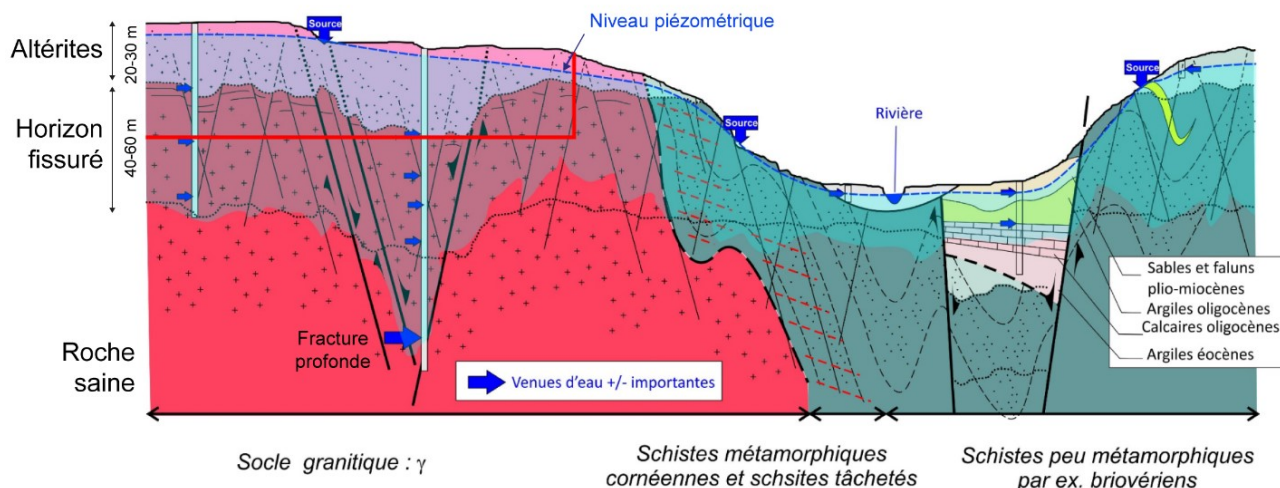 Niveau piézométrique
Source
Altérites
20-30 m
Horizon
fissuré
40-60 m
Source
Rivière
Source
Sables et faluns
plio-miocènes
Argiles oligocènes
Calcaires oligocènes
Argiles éocènes
Fracture
profonde
Roche
saine
Venues d'eau +/- importantes
Socle granitique : γ
Schistes métamorphiques
cornéennes et schsites tâchetés
Schistes peu métamorphiques
par ex. briovériens